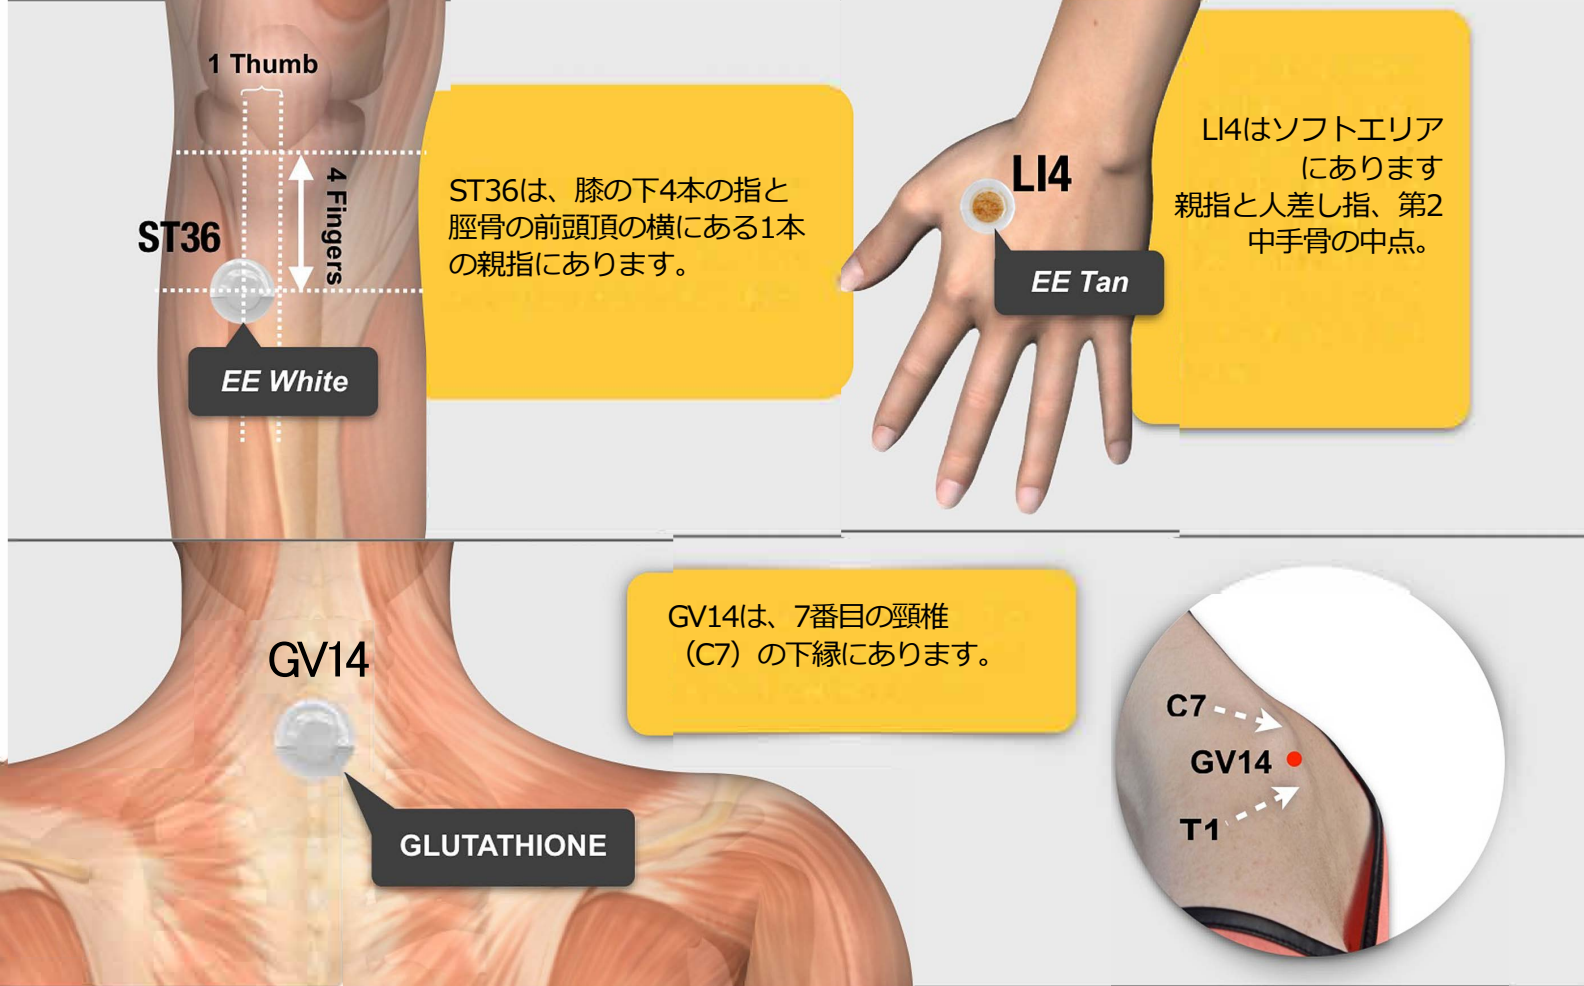 1 Thumb
4 Fingers
ST36
EE White
ST36は、膝の下4本の指と
脛骨の前頭頂の横にある1本
の親指にあります。
LI4
EE Tan
LI4はソフトエリア
にあります
親指と人差し指、第2
中手骨の中点。
GV14
GLUTATHIONE
GV14は、7番目の頸椎
（C7）の下縁にあります。
C7
GV14
T1